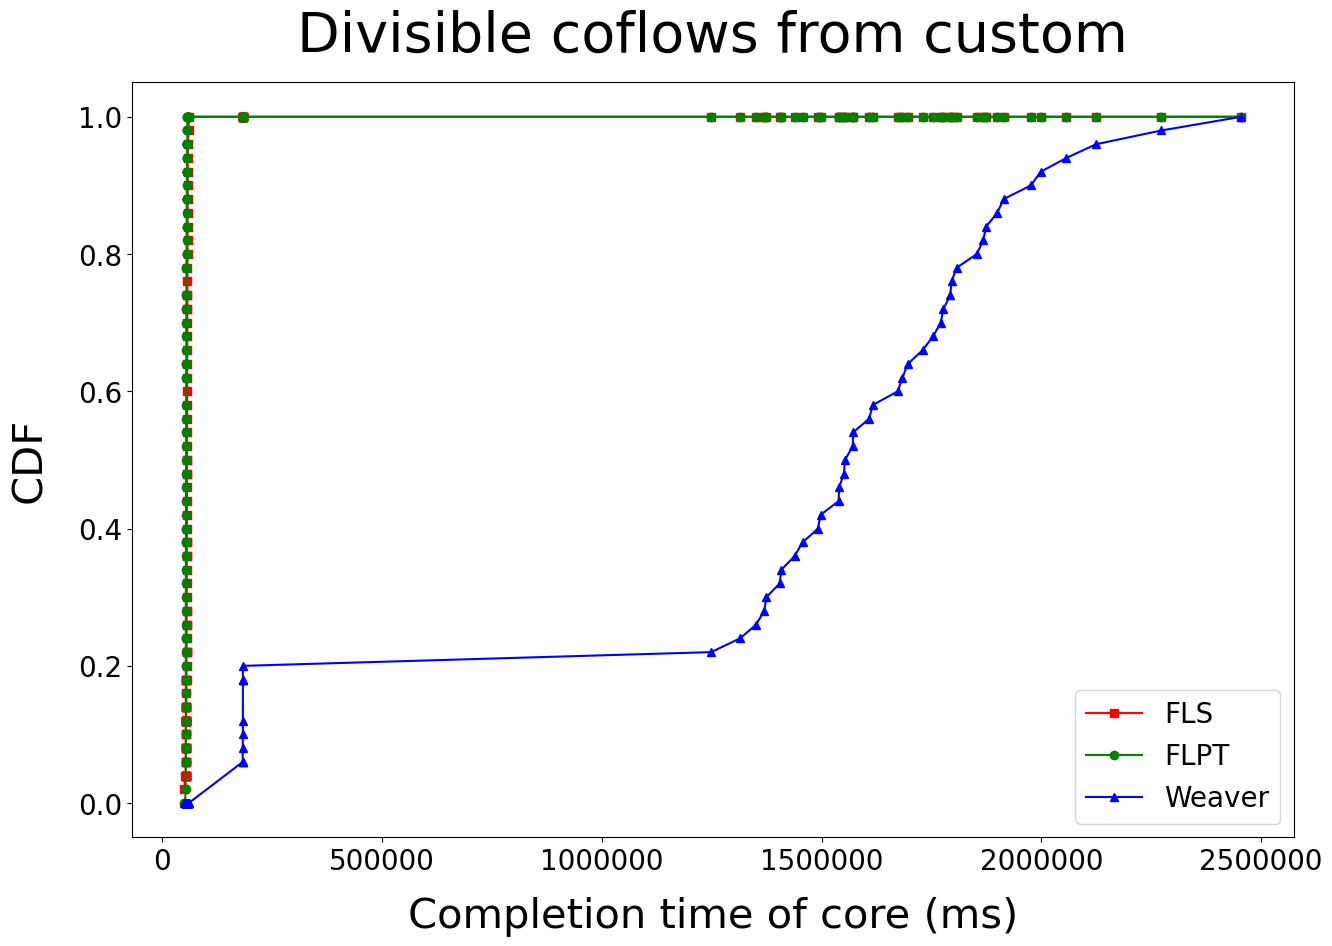 Divisible coflows from custom
1.0
0.8
0.6
0.4
0.2
0.0
CDF
0 500000 1000000 1500000 2000000 2500000
Completion time of core (ms)
FLS
FLPT
Weaver